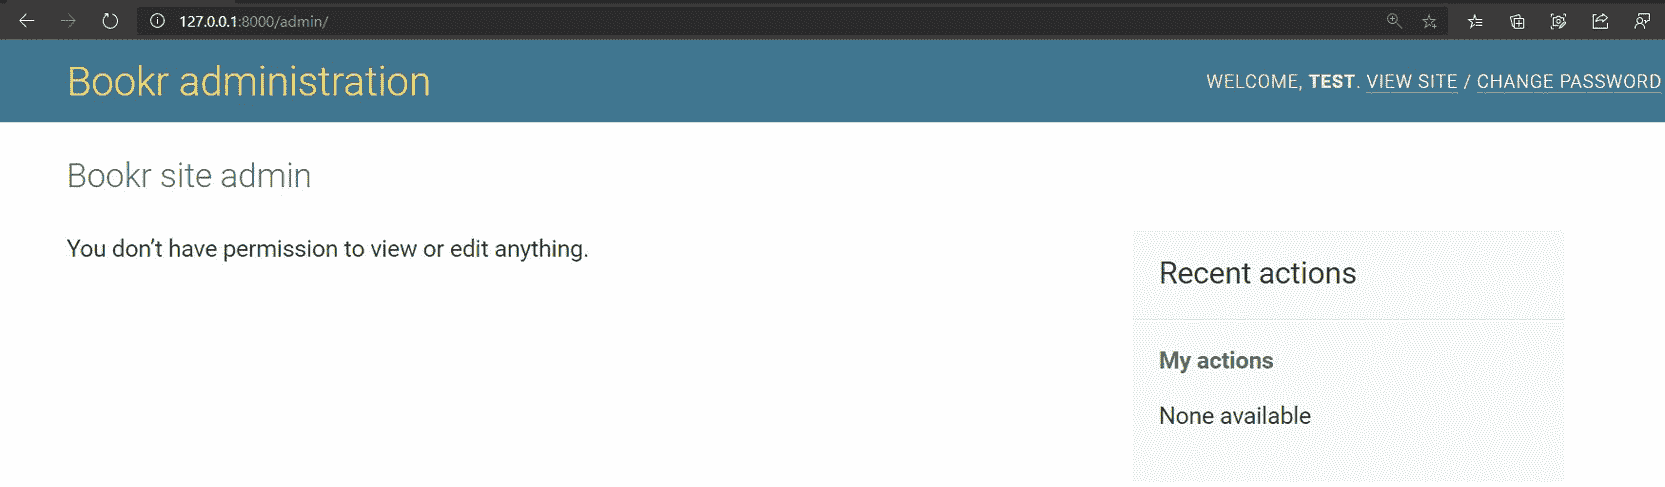 127.0.0.1:8000/admin/
Bookr administration
WELCOME, TEST. VIEW SITE / CHANGE PASSWORD
Bookr site admin
You don’t have permission to view or edit anything.
Recent actions
My actions
None available